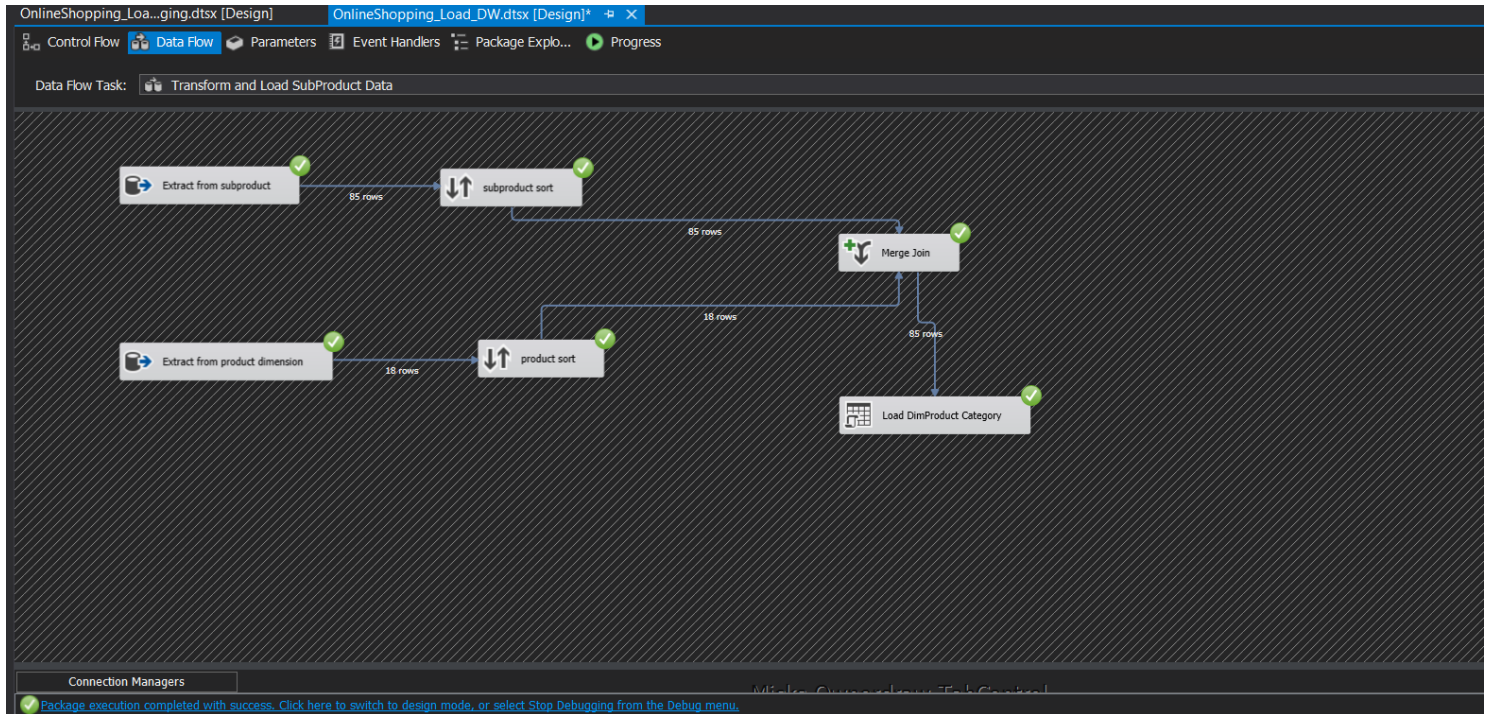 OnlineShopping_Loa...ging.dtsx [Design] OnlineShopping_Load_DW.dtsx [Design]*
Control Flow Data Flow Parameters Event Handlers Package Explo... Progress
Data Flow Task: Transform and Load SubProduct Data
Extract from subproduct
85 rows
subproduct sort
85 rows
Merge Join
18 rows
85 rows
Extract from product dimension
18 rows
product sort
Load DimProduct Category
Connection Managers
Package execution completed with success. Click here to switch to design mode, or select Stop Debugging from the Debug menu.